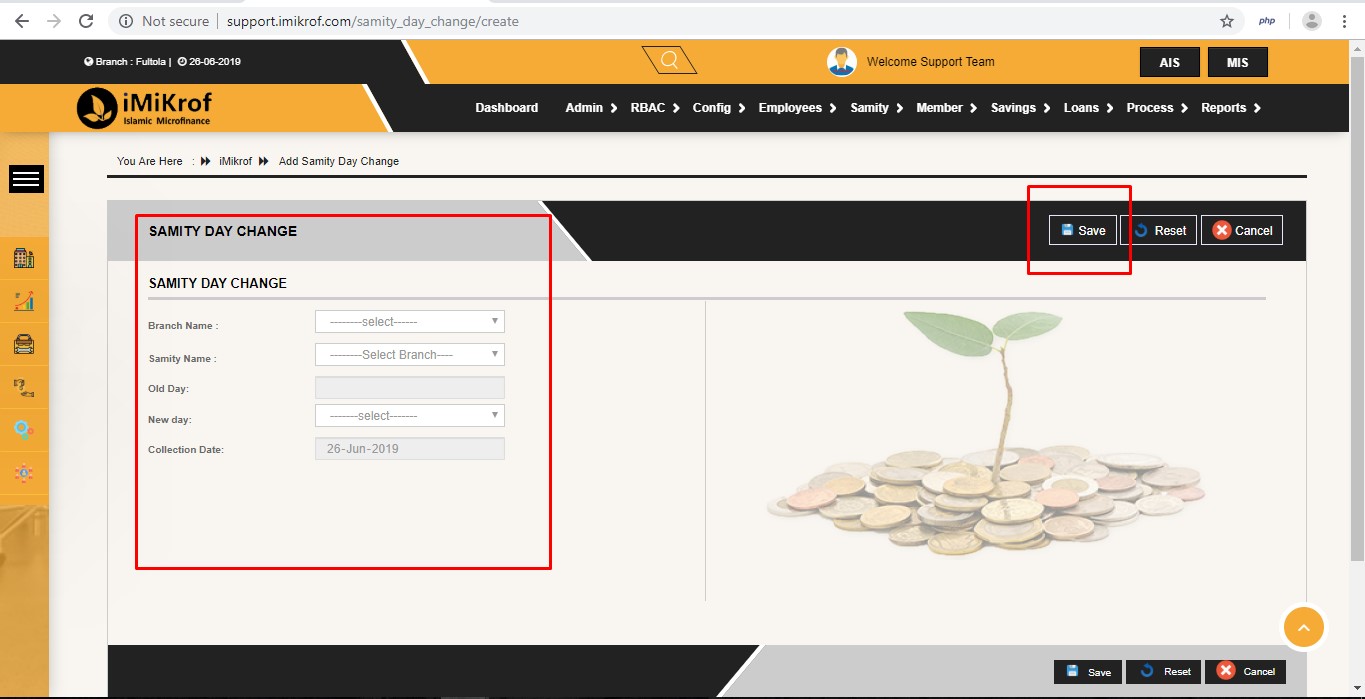 Not secure | support.imikrof.com/samity_day_change/create php
Branch : Fultola | 26-06-2019 Welcome Support Team AIS MIS
iMiKrof
Islamic Microfinance
Dashboard Admin RBAC Config Employees Samity Member Savings Loans Process Reports
You Are Here : iMikrof Add Samity Day Change
SAMITY DAY CHANGE Save Reset Cancel
SAMITY DAY CHANGE
Branch Name : --------select------
Samity Name : --------Select Branch----
Old Day:
New day: -------select-------
Collection Date: 26-Jun-2019
Save Reset Cancel